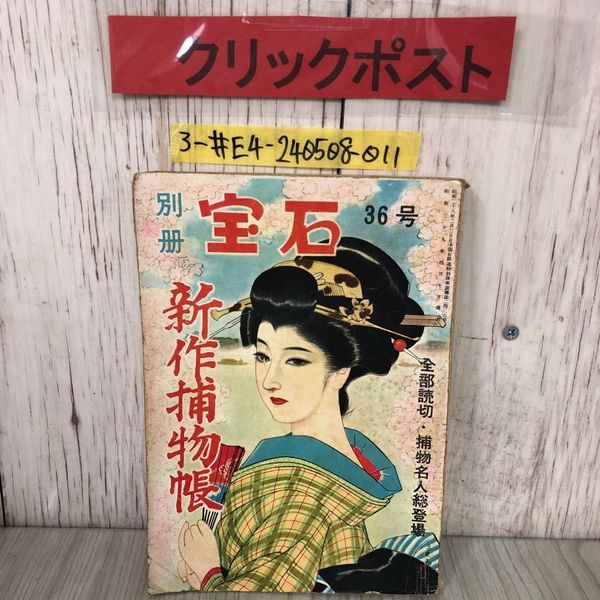 クリックポスト
3-#E4-240508-011
別冊
宝石
36号
新作捕物帳
全部読切・捕物名人総登場